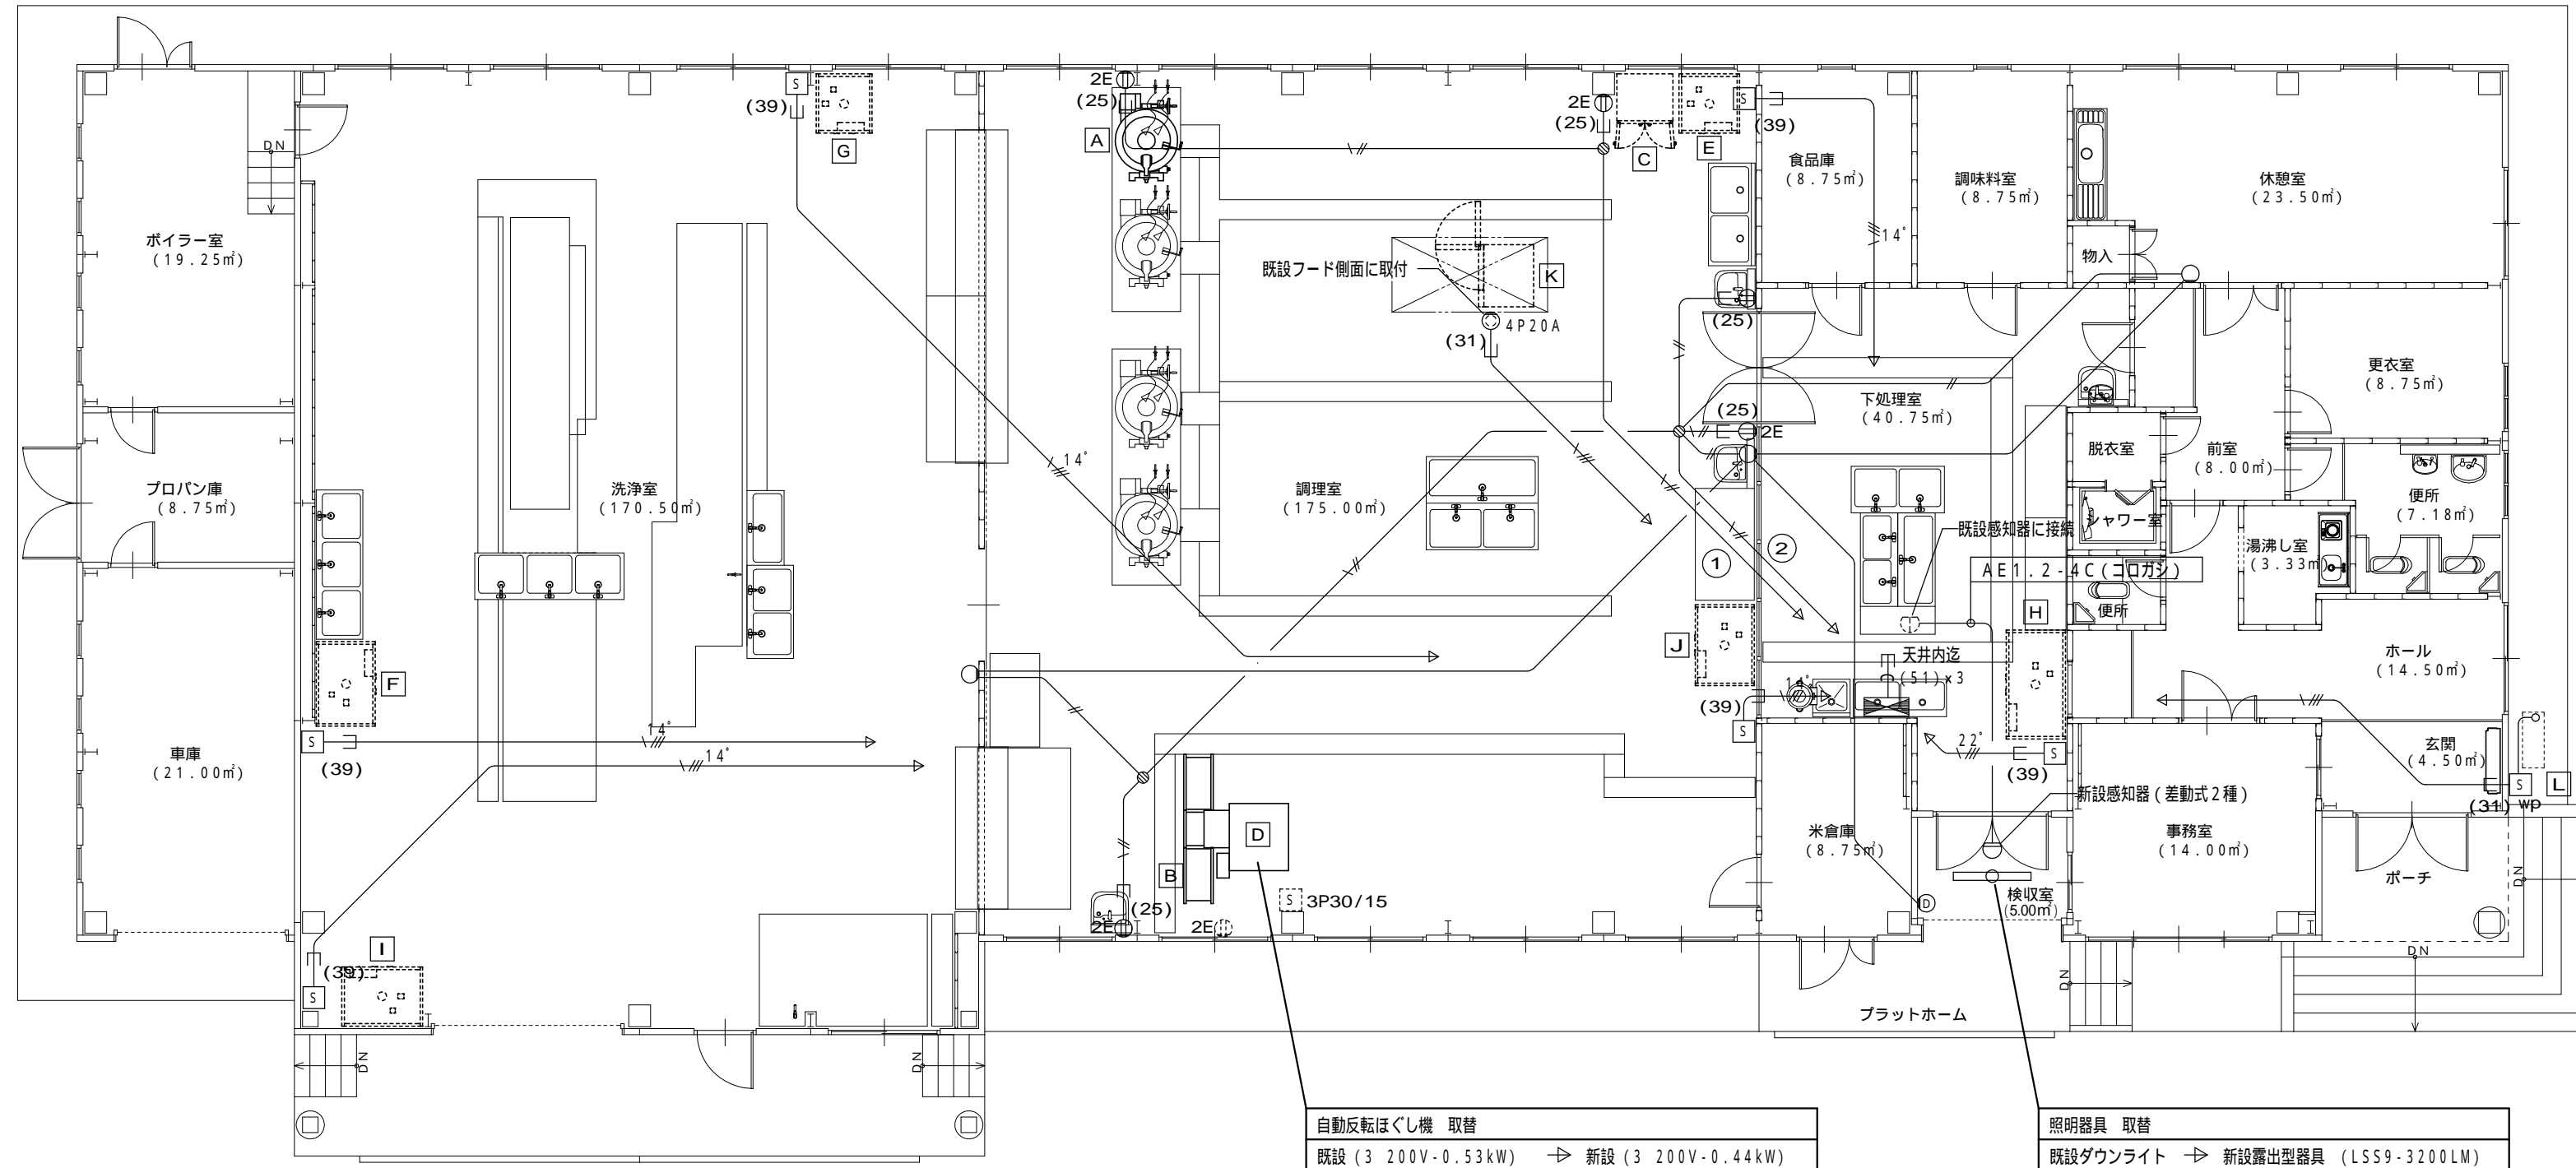 2E
(25)
A
(39)
G
2E
(25)
C
E
(39)
食品庫
(8.75㎡)
調味料室
(8.75㎡)
休憩室
(23.50㎡)
DN
14°
ボイラー室
(19.25㎡)
物入
既設フード側面に取付
K
(31)
4P20A
(25)
更衣室
(8.75㎡)
下処理室
(40.75㎡)
(25)
2E
脱衣室
前室
(8.00㎡)
14°
プロパン庫
(8.75㎡)
洗浄室
(170.50㎡)
調理室
(175.00㎡)
便所
(7.18㎡)
シャワー室
既設感知器に接続
湯沸し室
(3.33㎡)
1
2
AE1.2-4C(コロガシ)
便所
H
J
天井内迄
(51)x3
ホール
(14.50㎡)
F
14°
(39)
S
14°
S
(39)
14°
車庫
(21.00㎡)
22°
S
(39)
玄関
(4.50㎡)
S
L
(31)
wp
新設感知器(差動式2種)
D
B
米倉庫
(8.75㎡)
事務室
(14.00㎡)
ポーチ
DN
検収室
(5.00㎡)
D
S
3P30/15
(25)
2E
2E
I
(39)
S
DN
DN
プラットホーム
DN
DN
自動反転ほぐし機 取替
既設(3 200V-0.53kW) 新設(3 200V-0.44kW)
照明器具 取替
既設ダウンライト 新設露出型器具 (LSS9-3200LM)